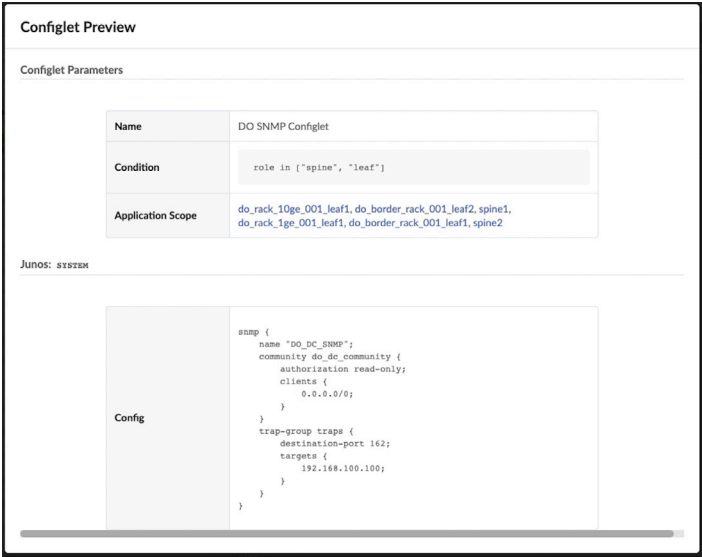 Configlet Preview
Configlet Parameters
Name DO SNMP Configlet
Condition role in ["spine", "leaf"]
Application Scope do_rack_10ge_001_leaf1, do_border_rack_001_leaf2, spine1,
do_rack_1ge_001_leaf1, do_border_rack_001_leaf1, spine2
Junos: SYSTEM
Config
snmp {
    name "DO_DC_SNMP";
    community do_dc_community {
        authorization read-only;
        clients {
            0.0.0.0/0;
        }
    }
    trap-group traps {
        destination-port 162;
        targets {
            192.168.100.100;
        }
    }
}